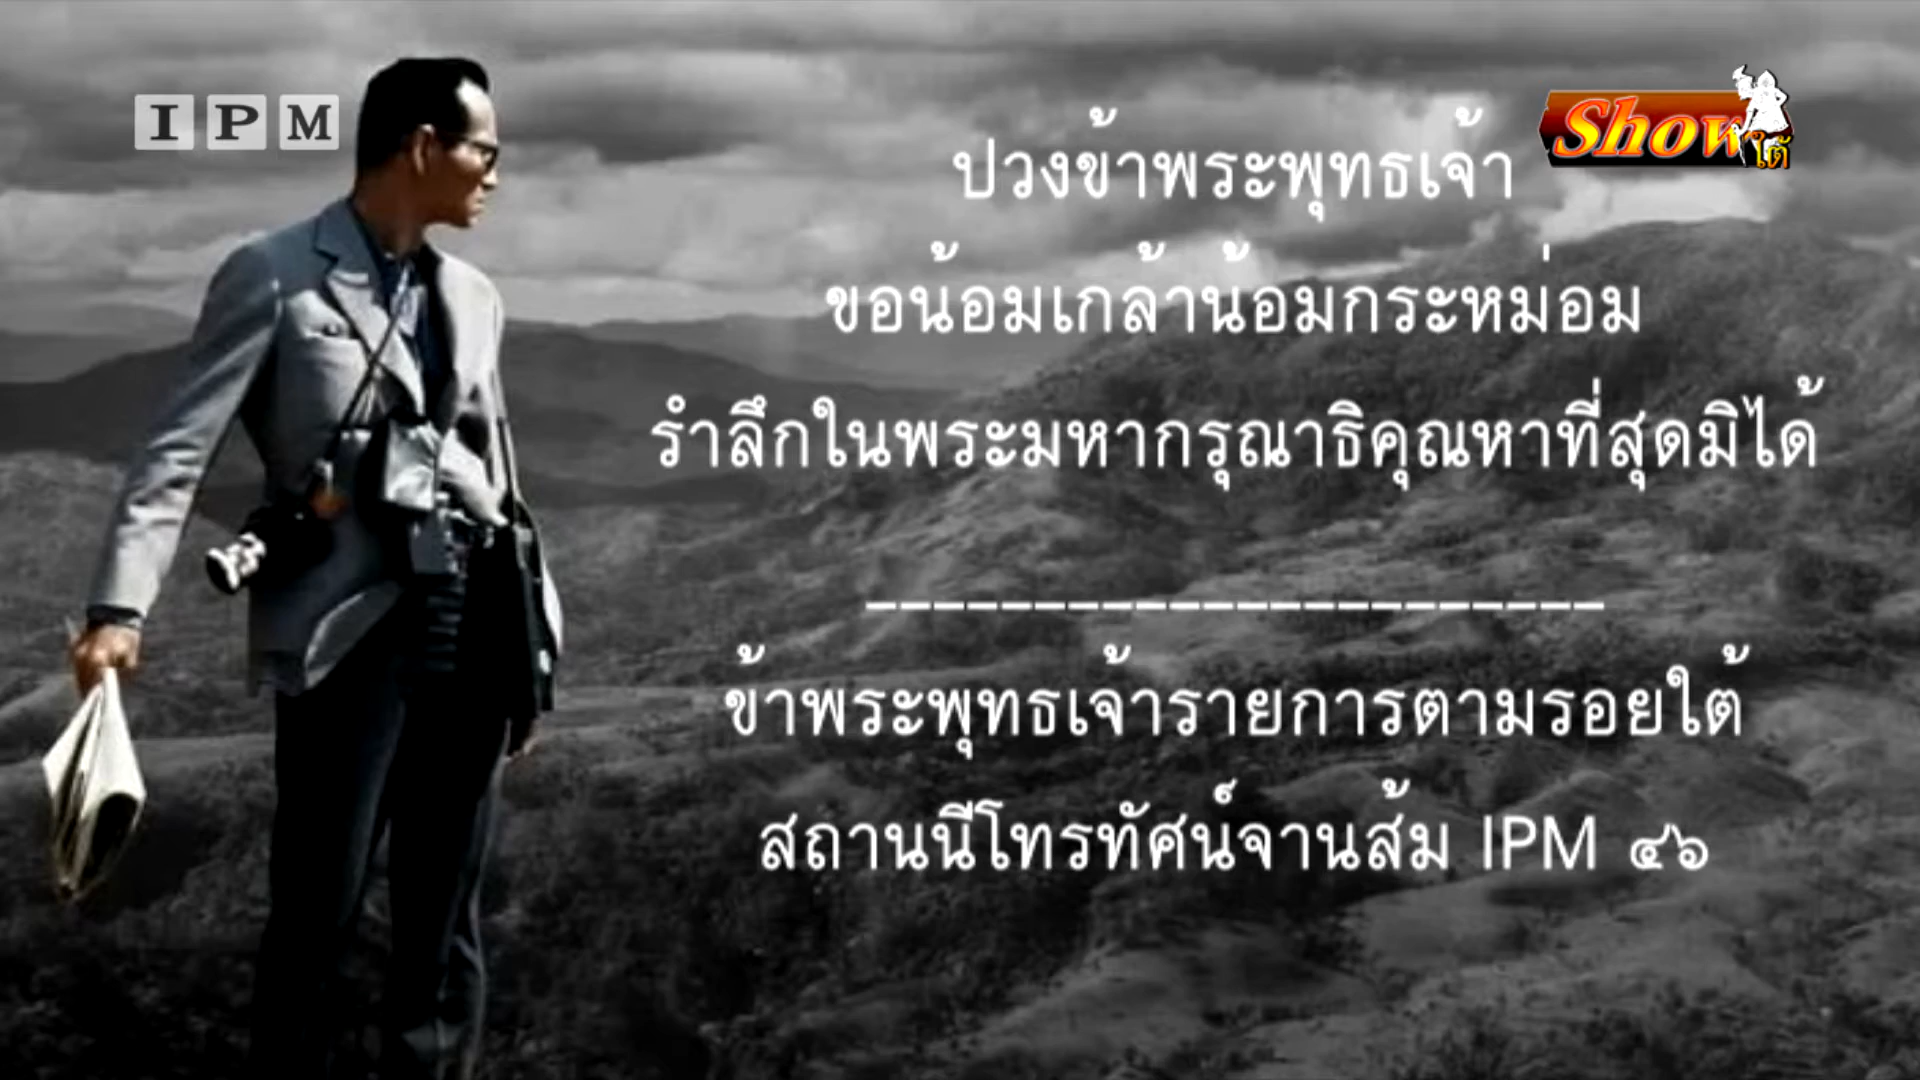 IPM
Show ใต้
ปวงข้าพระพุทธเจ้า
ขอน้อมเกล้าน้อมกระหม่อม
รำลึกในพระมหากรุณาธิคุณหาที่สุดมิได้
----------------------
ข้าพระพุทธเจ้ารายการตามรอยใต้
สถานนีโทรทัศน์จานส้ม IPM ๔๖